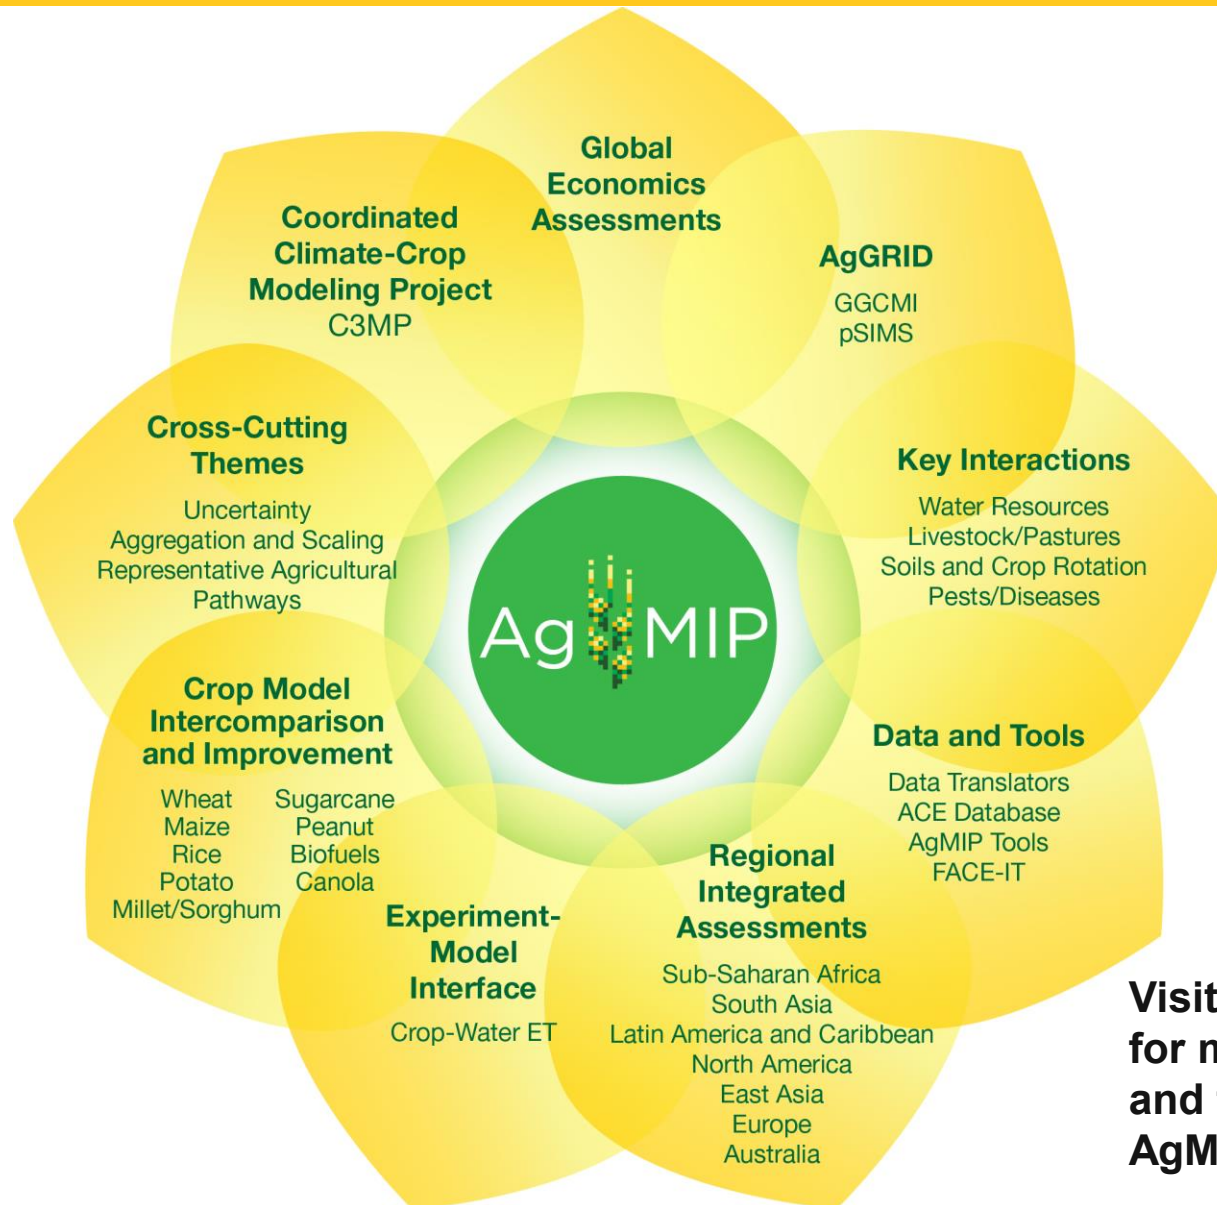 Global
Economics
Assessments
AgGRID
GGCMI
pSIMS
Key Interactions
Water Resources
Livestock/Pastures
Soils and Crop Rotation
Pests/Diseases
Data and Tools
Data Translators
ACE Database
AgMIP Tools
FACE-IT
Regional
Integrated
Assessments
Sub-Saharan Africa
South Asia
Latin America and Caribbean
North America
East Asia
Europe
Australia
Experiment-
Model
Interface
Crop-Water ET
Crop Model
Intercomparison
and Improvement
Wheat Sugarcane
Maize Peanut
Rice Biofuels
Potato Canola
Millet/Sorghum
Cross-Cutting
Themes
Uncertainty
Aggregation and Scaling
Representative Agricultural
Pathways
Coordinated
Climate-Crop
Modeling Project
C3MP
AgMIP
Visit
for
and